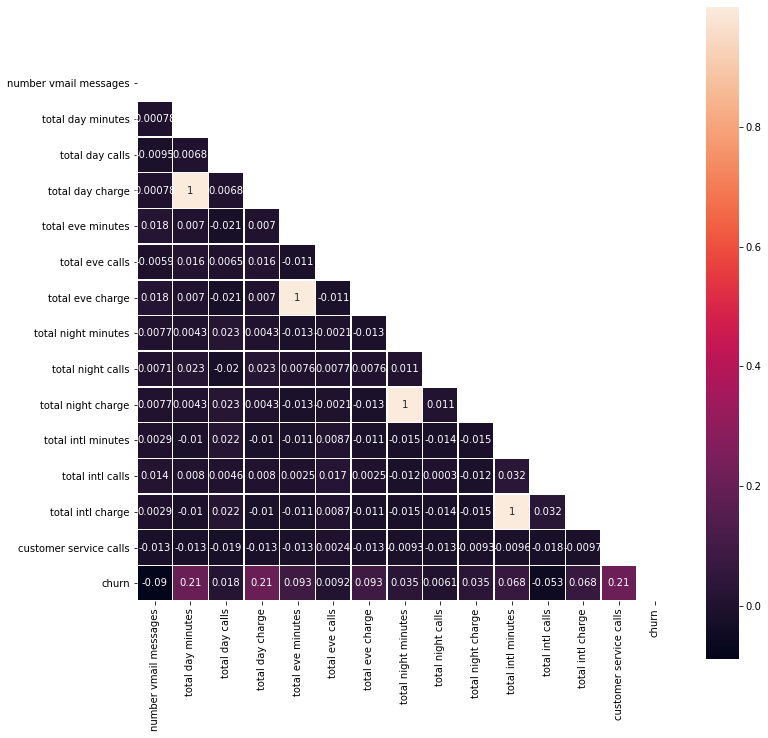 number vmail messages
total day minutes 0.00078
total day calls -0.0095 0.0068
total day charge 0.00078 1 0.0068
total eve minutes 0.018 0.007 -0.021 0.007
total eve calls -0.0059 0.016 0.0065 0.016 -0.011
total eve charge 0.018 0.007 -0.021 0.007 1 -0.011
total night minutes 0.0077 0.0043 0.023 0.0043 -0.013 -0.0021 -0.013
total night calls 0.0071 0.023 -0.02 0.023 0.0076 0.0077 0.0076 0.011
total night charge 0.0077 0.0043 0.023 0.0043 -0.013 -0.0021 -0.013 1 0.011
total intl minutes 0.0029 -0.01 0.022 -0.01 -0.011 0.0087 -0.011 -0.015 -0.014 -0.015
total intl calls 0.014 0.008 0.0046 0.008 0.0025 0.017 0.0025 -0.012 0.0003 -0.012 0.032
total intl charge 0.0029 -0.01 0.022 -0.01 -0.011 0.0087 -0.011 -0.015 -0.014 -0.015 1 0.032
customer service calls -0.013 -0.013 -0.019 -0.013 -0.013 0.0024 -0.013 -0.0093 -0.013 -0.0093 -0.0096 -0.018 -0.0097
churn -0.09 0.21 0.018 0.21 0.093 0.0092 0.093 0.035 0.0061 0.035 0.068 -0.053 0.068 0.21
number vmail messages
total day minutes
total day calls
total day charge
total eve minutes
total eve calls
total eve charge
total night minutes
total night calls
total night charge
total intl minutes
total intl calls
total intl charge
customer service calls
churn
0.8
0.6
0.4
0.2
0.0